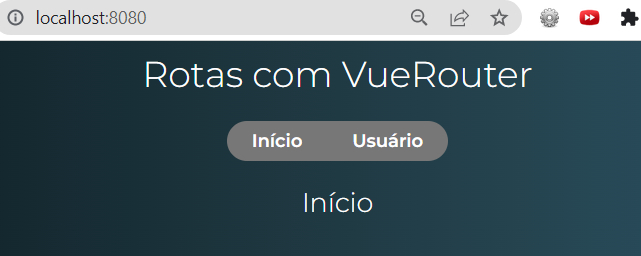 localhost:8080
Rotas com VueRouter
Início Usuário
Início